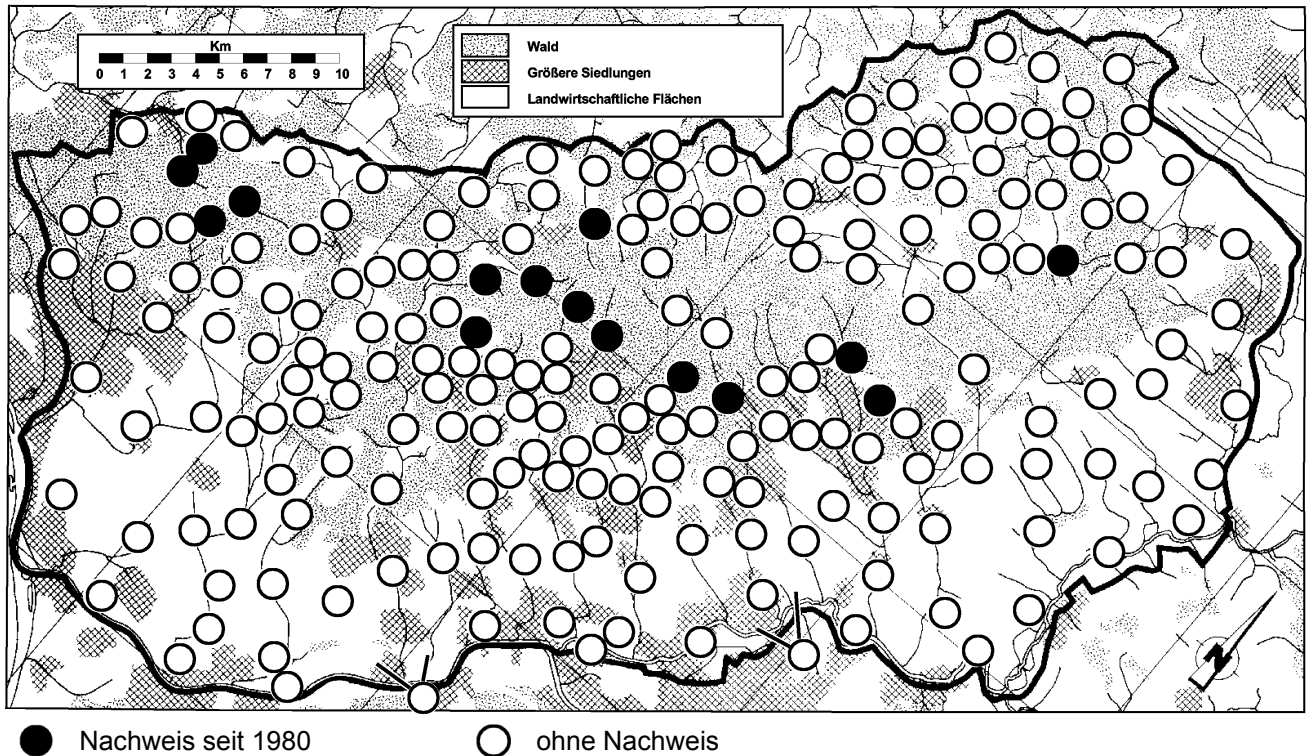 Km
0 1 2 3 4 5 6 7 8 9 10
Wald
Größere Siedlungen
Landwirtschaftliche Flächen
N
Nachweis seit 1980 ohne Nachweis